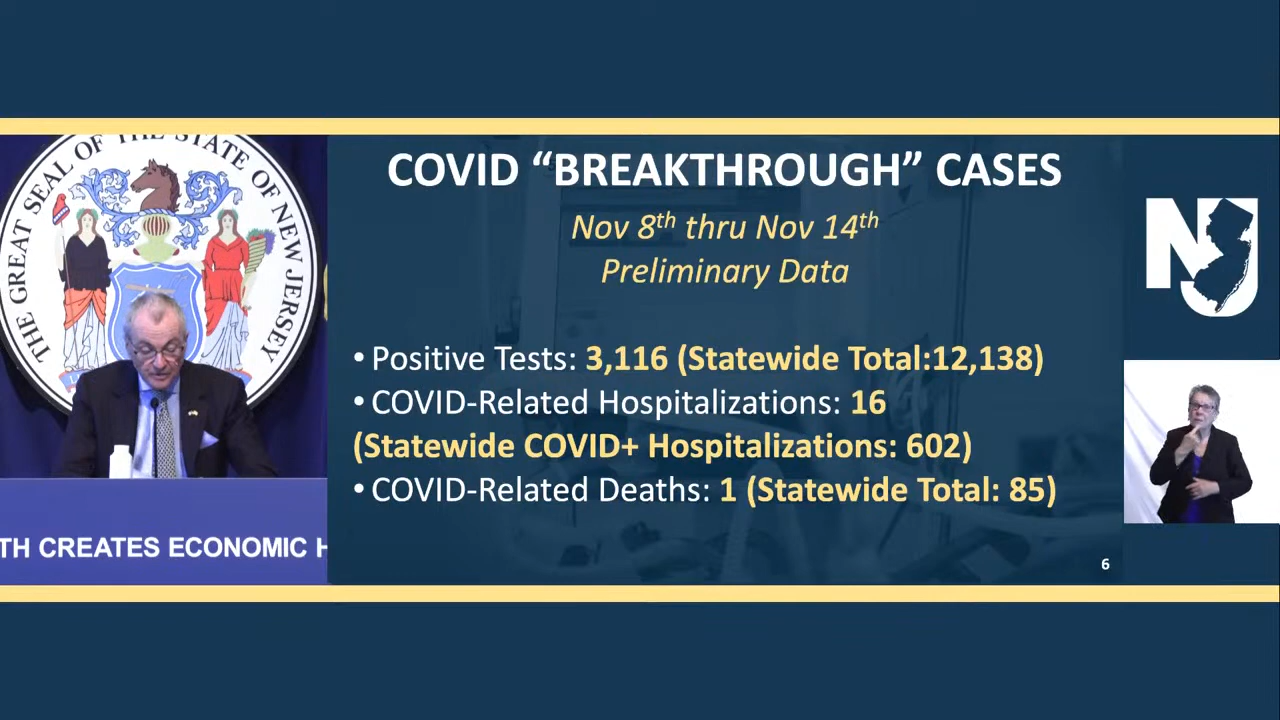 THE GREAT SEAL OF THE STATE OF NEW JERSEY
TH CREATES ECONOMIC H
COVID “BREAKTHROUGH” CASES
Nov 8th thru Nov 14th
Preliminary Data
• Positive Tests: 3,116 (Statewide Total:12,138)
• COVID-Related Hospitalizations: 16
(Statewide COVID+ Hospitalizations: 602)
• COVID-Related Deaths: 1 (Statewide Total: 85)
6
NJ